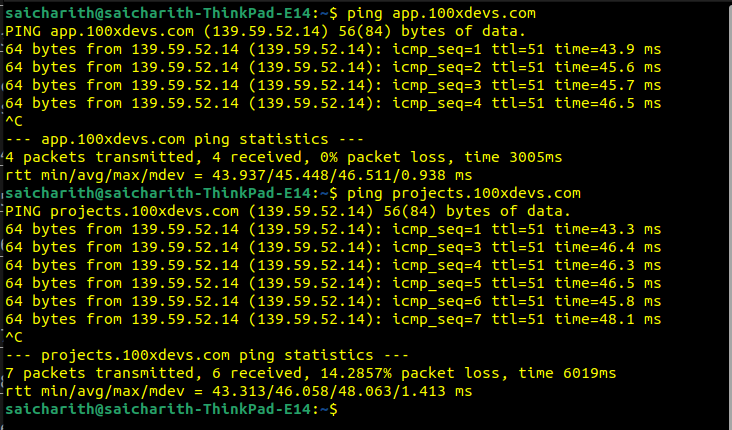 saicharith@saicharith-ThinkPad-E14:~$ ping app.100xdevs.com
PING app.100xdevs.com (139.59.52.14) 56(84) bytes of data.
64 bytes from 139.59.52.14 (139.59.52.14): icmp_seq=1 ttl=51 time=43.9 ms
64 bytes from 139.59.52.14 (139.59.52.14): icmp_seq=2 ttl=51 time=45.6 ms
64 bytes from 139.59.52.14 (139.59.52.14): icmp_seq=3 ttl=51 time=45.7 ms
64 bytes from 139.59.52.14 (139.59.52.14): icmp_seq=4 ttl=51 time=46.5 ms
^C
--- app.100xdevs.com ping statistics ---
4 packets transmitted, 4 received, 0% packet loss, time 3005ms
rtt min/avg/max/mdev = 43.937/45.448/46.511/0.938 ms
saicharith@saicharith-ThinkPad-E14:~$ ping projects.100xdevs.com
PING projects.100xdevs.com (139.59.52.14) 56(84) bytes of data.
64 bytes from 139.59.52.14 (139.59.52.14): icmp_seq=1 ttl=51 time=43.3 ms
64 bytes from 139.59.52.14 (139.59.52.14): icmp_seq=3 ttl=51 time=46.4 ms
64 bytes from 139.59.52.14 (139.59.52.14): icmp_seq=4 ttl=51 time=46.3 ms
64 bytes from 139.59.52.14 (139.59.52.14): icmp_seq=5 ttl=51 time=46.5 ms
64 bytes from 139.59.52.14 (139.59.52.14): icmp_seq=6 ttl=51 time=45.8 ms
64 bytes from 139.59.52.14 (139.59.52.14): icmp_seq=7 ttl=51 time=48.1 ms
^C
--- projects.100xdevs.com ping statistics ---
7 packets transmitted, 6 received, 14.2857% packet loss, time 6019ms
rtt min/avg/max/mdev = 43.313/46.058/48.063/1.413 ms
saicharith@saicharith-ThinkPad-E14:~$